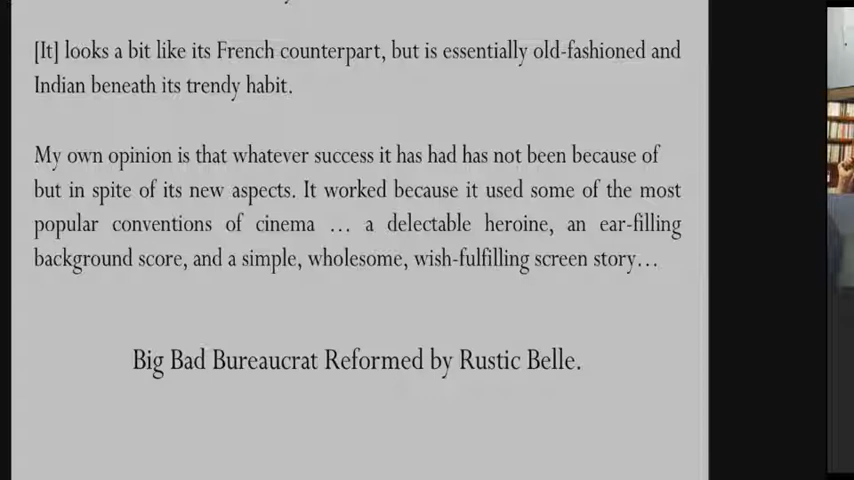 [It] looks a bit like its French counterpart, but is essentially old-fashioned and
Indian beneath its trendy habit.
My own opinion is that whatever success it has had has not been because of
but in spite of its new aspects. It worked because it used some of the most
popular conventions of cinema … a delectable heroine, an ear-filling
background score, and a simple, wholesome, wish-fulfilling screen story…
Big Bad Bureaucrat Reformed by Rustic Belle.